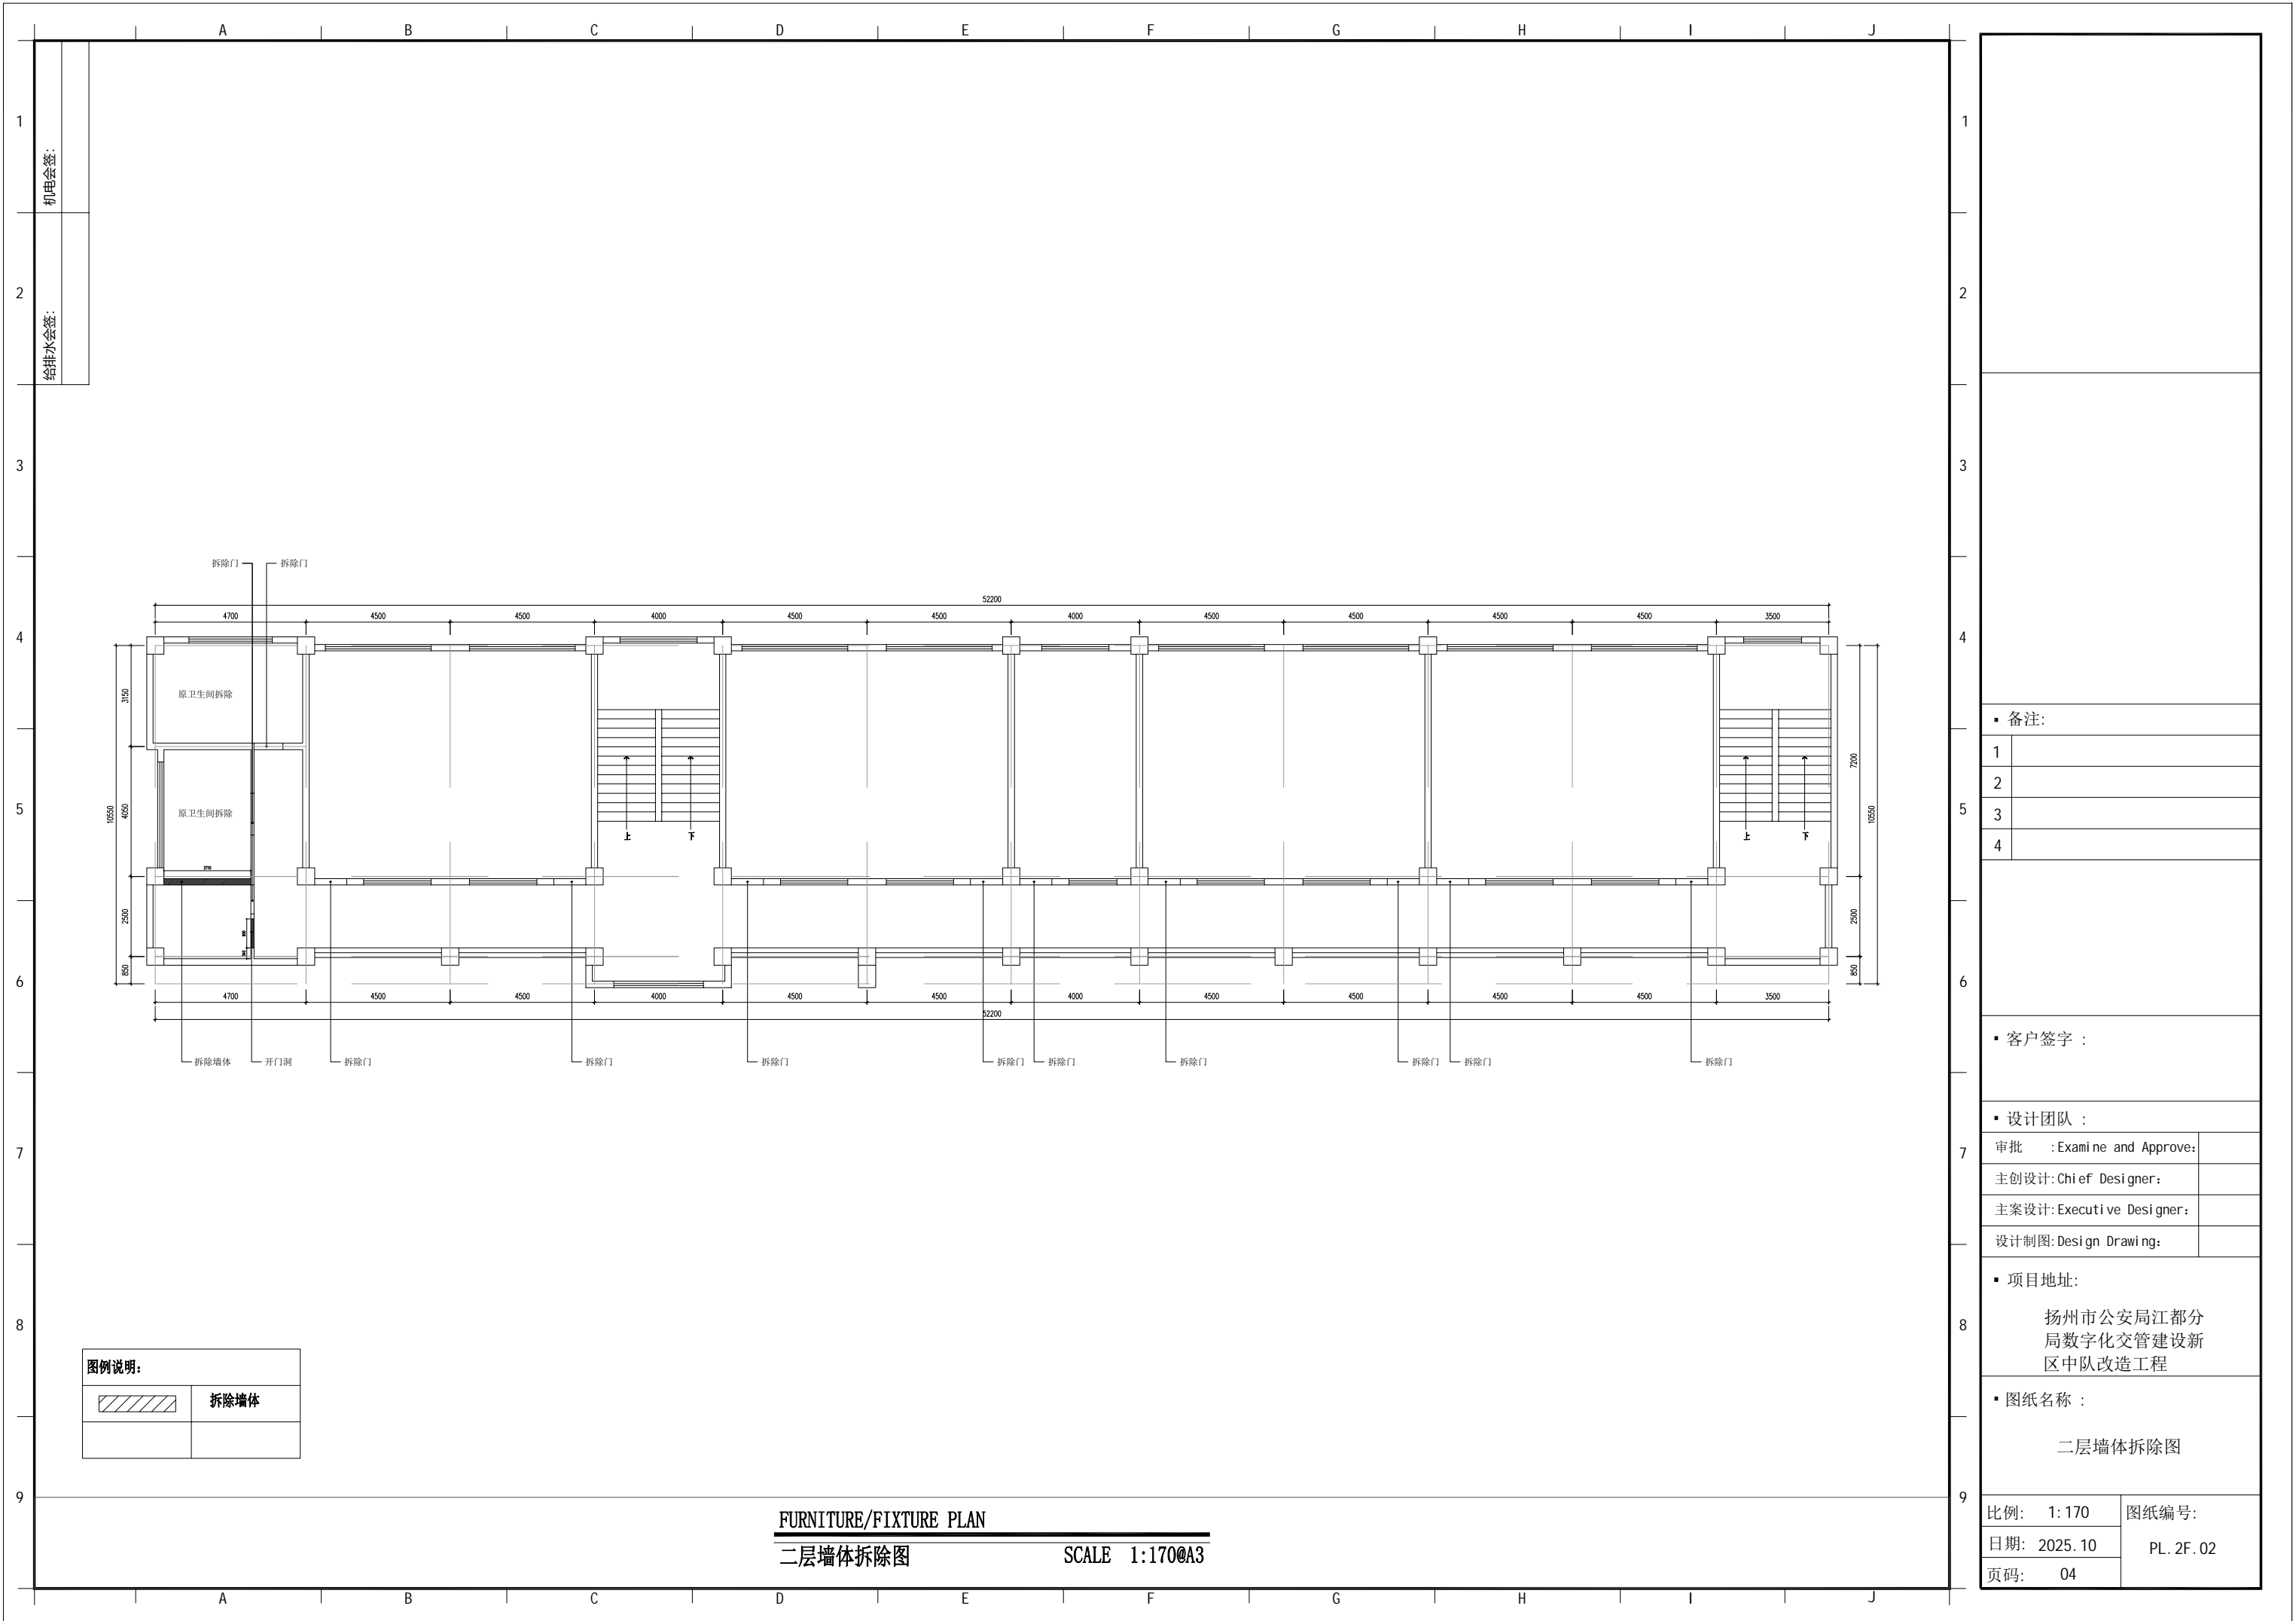 A B C D E F G H I J
1 1
机电会签:
2 2
给排水会签:
3 3
拆除门 拆除门
52200
4700 4500 4500 4000 4500 4500 4000 4500 4500 4500 4500 3500
4 4
原卫生间拆除
3150
10550
4050
原卫生间拆除
7200
10550
5 5
上 下 上 下
2500 2500
850 850
6 6
4700 4500 4500 4000 4500 4500 4000 4500 4500 4500 4500 3500
52200
拆除墙体 开门洞 拆除门 拆除门 拆除门 拆除门 拆除门 拆除门 拆除门 拆除门 拆除门
7 7
8 8
图例说明:
拆除墙体
9 9
FURNITURE/FIXTURE PLAN
二层墙体拆除图 SCALE 1:170@A3
A B C D E F G H I J
▪ 备注:
1
2
3
4
▪ 客户签字 :
▪ 设计团队 :
审批 :Examine and Approve:
主创设计:Chief Designer:
主案设计:Executive Designer:
设计制图:Design Drawing:
▪ 项目地址:
扬州市公安局江都分
局数字化交管建设新
区中队改造工程
▪ 图纸名称 :
二层墙体拆除图
比例: 1:170
日期: 2025.10
页码: 04
图纸编号:
PL.2F.02